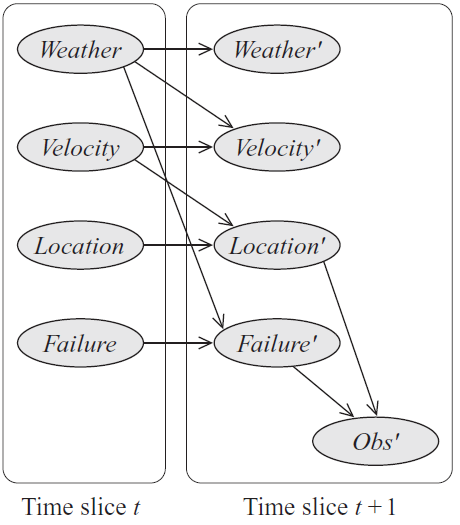 Weather
Weather'
Velocity
Velocity'
Location
Location'
Failure
Failure'
Obs'
Time slice t
Time slice t + 1